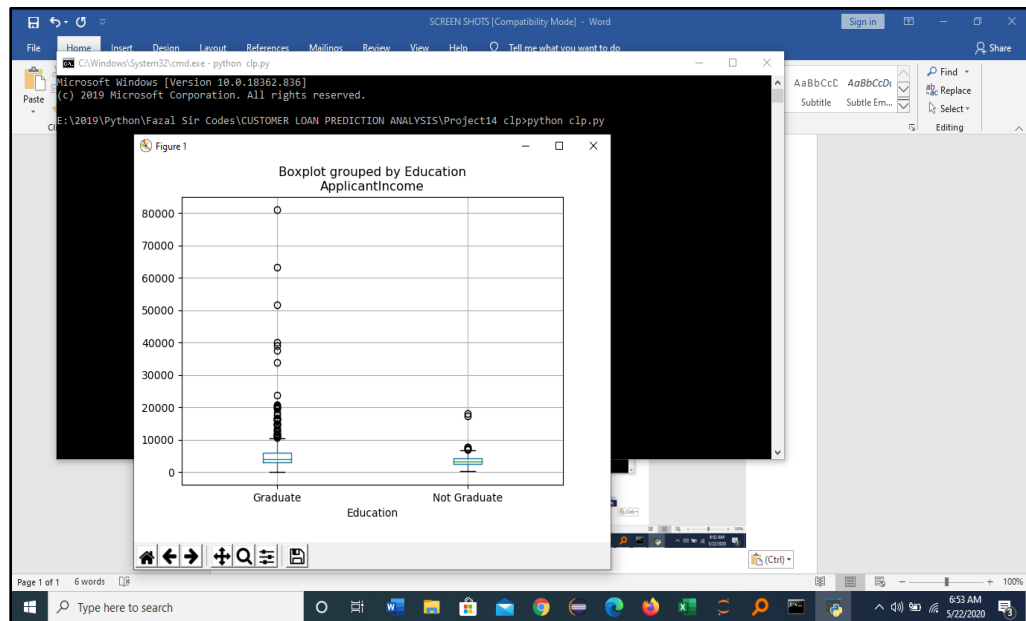 SCREEN SHOTS [Compatibility Mode] - Word
Sign in
File Home Insert Design Layout References Mailings Review View Help Tell me what you want to do Share
C:\Windows\System32\cmd.exe - python clp.py
Microsoft Windows [Version 10.0.18362.836]
(c) 2019 Microsoft Corporation. All rights reserved.
E:\2019\Python\Fazal Sir Codes\CUSTOMER LOAN PREDICTION ANALYSIS\Project14 clp>python clp.py
Paste
AaBbCcD AaBbCcDt
Subtitle Subtle Em...
Find
Replace
Select
Editing
Figure 1
Boxplot grouped by Education
ApplicantIncome
80000
70000
60000
50000
40000
30000
20000
10000
0
Graduate Not Graduate
Education
(Ctrl)
Page 1 of 1 6 words
100%
Type here to search
6:53 AM
5/22/2020
3